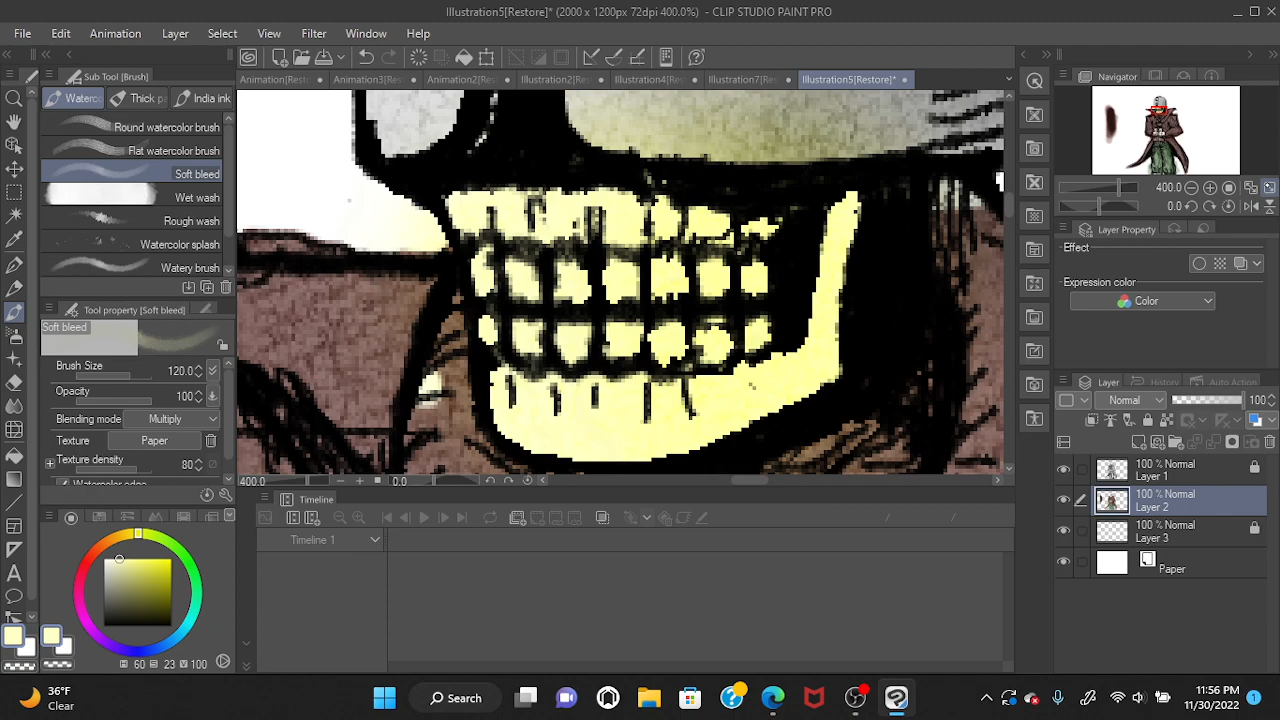 Illustration5[Restore]* (2000 x 1200px 72dpi 400.0%) - CLIP STUDIO PAINT PRO
File Edit Animation Layer Select View Filter Window Help
Sub Tool [Brush]
Animation[Rest Animation3[Res Animation2[Res Illustration2[Res Illustration4[Res Illustration7[Res Illustration5[Restore]*
Navigator
Waterc Thick p India ink
Round watercolor brush
Flat watercolor brush
Soft bleed
Wet wash
Rough wash
Watercolor splash
Watery brush
Tool property [Soft bleed]
Soft bleed
Brush Size 120.0
Opacity 100
Blending mode Multiply
Texture Paper
Texture density 80
Watercolor edge
60 S 23 V 100
400.0 0.0
Timeline
Timeline 1
400.0
0.0
Layer Property
Effect
Expression color
Color
Layer History Auto Action
Normal 100
100 % Normal
Layer 1
100 % Normal
Layer 2
100 % Normal
Layer 3
Paper
36°F
Clear
Search
11:56 PM
11/30/2022
1